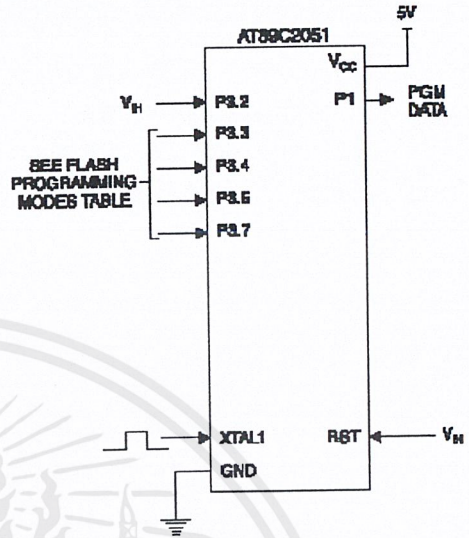 AT89C2051
5V
VCC
VIH
P3.2
P1
PGM
DATA
P3.3
SEE FLASH
PROGRAMMING
MODES TABLE
P3.4
P3.5
P3.7
XTAL1
RST
VIH
GND